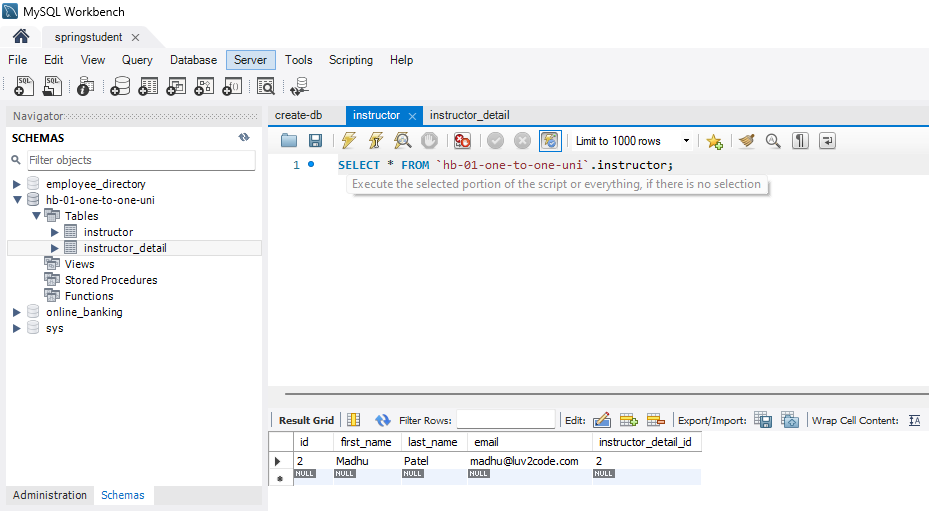 MySQL Workbench
springstudent
File Edit View Query Database Server Tools Scripting Help
Navigator
SCHEMAS
Filter objects
employee_directory
hb-01-one-to-one-uni
Tables
instructor
instructor_detail
Views
Stored Procedures
Functions
online_banking
sys
Administration Schemas
create-db instructor instructor_detail
Limit to 1000 rows
1 SELECT * FROM `hb-01-one-to-one-uni`.instructor;
Execute the selected portion of the script or everything, if there is no selection
Result Grid Filter Rows: Edit: Export/Import: Wrap Cell Content:
id first_name last_name email instructor_detail_id
2 Madhu Patel madhu@luv2code.com 2
NULL NULL NULL NULL NULL